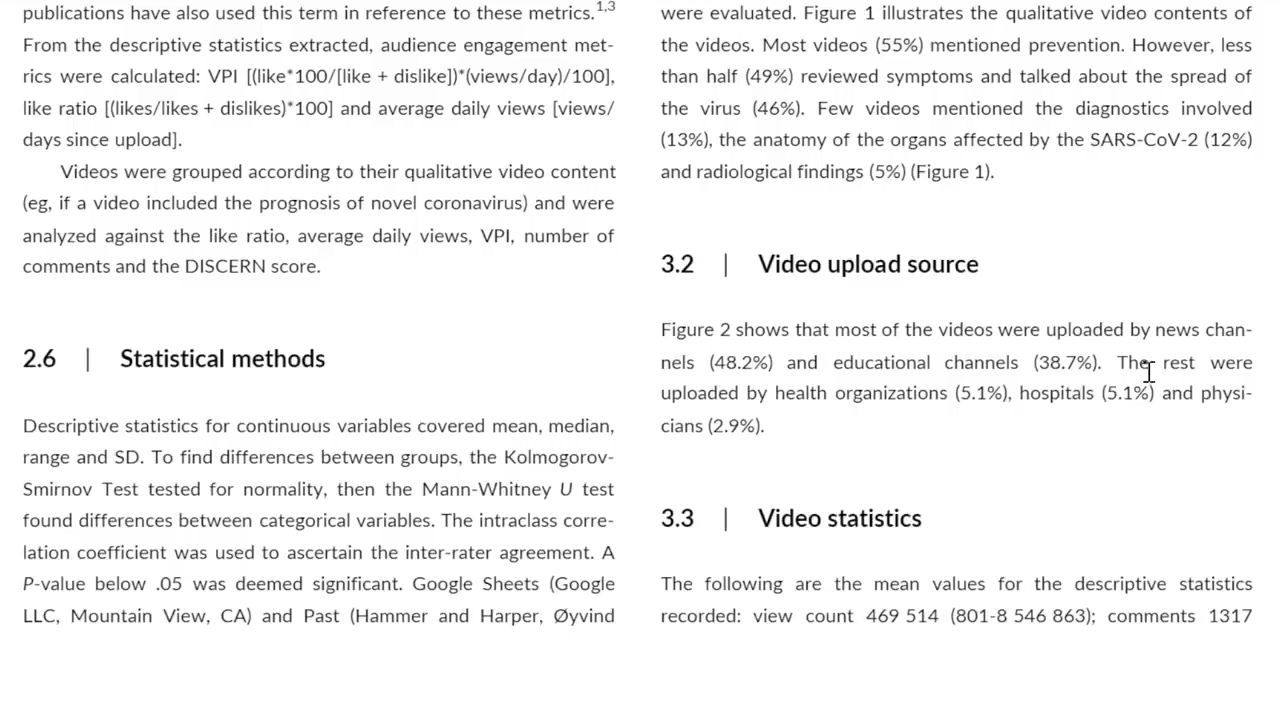 publications have also used this term in reference to these metrics.1,3
From the descriptive statistics extracted, audience engagement met-
rics were calculated: VPI [(like*100/[like + dislike])*(views/day)/100],
like ratio [(likes/likes + dislikes)*100] and average daily views [views/
days since upload].
Videos were grouped according to their qualitative video content
(eg, if a video included the prognosis of novel coronavirus) and were
analyzed against the like ratio, average daily views, VPI, number of
comments and the DISCERN score.
2.6 | Statistical methods
Descriptive statistics for continuous variables covered mean, median,
range and SD. To find differences between groups, the Kolmogorov-
Smirnov Test tested for normality, then the Mann-Whitney U test
found differences between categorical variables. The intraclass corre-
lation coefficient was used to ascertain the inter-rater agreement. A
P-value below .05 was deemed significant. Google Sheets (Google
LLC, Mountain View, CA) and Past (Hammer and Harper, Øyvind
were evaluated. Figure 1 illustrates the qualitative video contents of
the videos. Most videos (55%) mentioned prevention. However, less
than half (49%) reviewed symptoms and talked about the spread of
the virus (46%). Few videos mentioned the diagnostics involved
(13%), the anatomy of the organs affected by the SARS-CoV-2 (12%)
and radiological findings (5%) (Figure 1).
3.2 | Video upload source
Figure 2 shows that most of the videos were uploaded by news chan-
nels (48.2%) and educational channels (38.7%). The rest were
uploaded by health organizations (5.1%), hospitals (5.1%) and physi-
cians (2.9%).
3.3 | Video statistics
The following are the mean values for the descriptive statistics
recorded: view count 469 514 (801-8 546 863); comments 1317